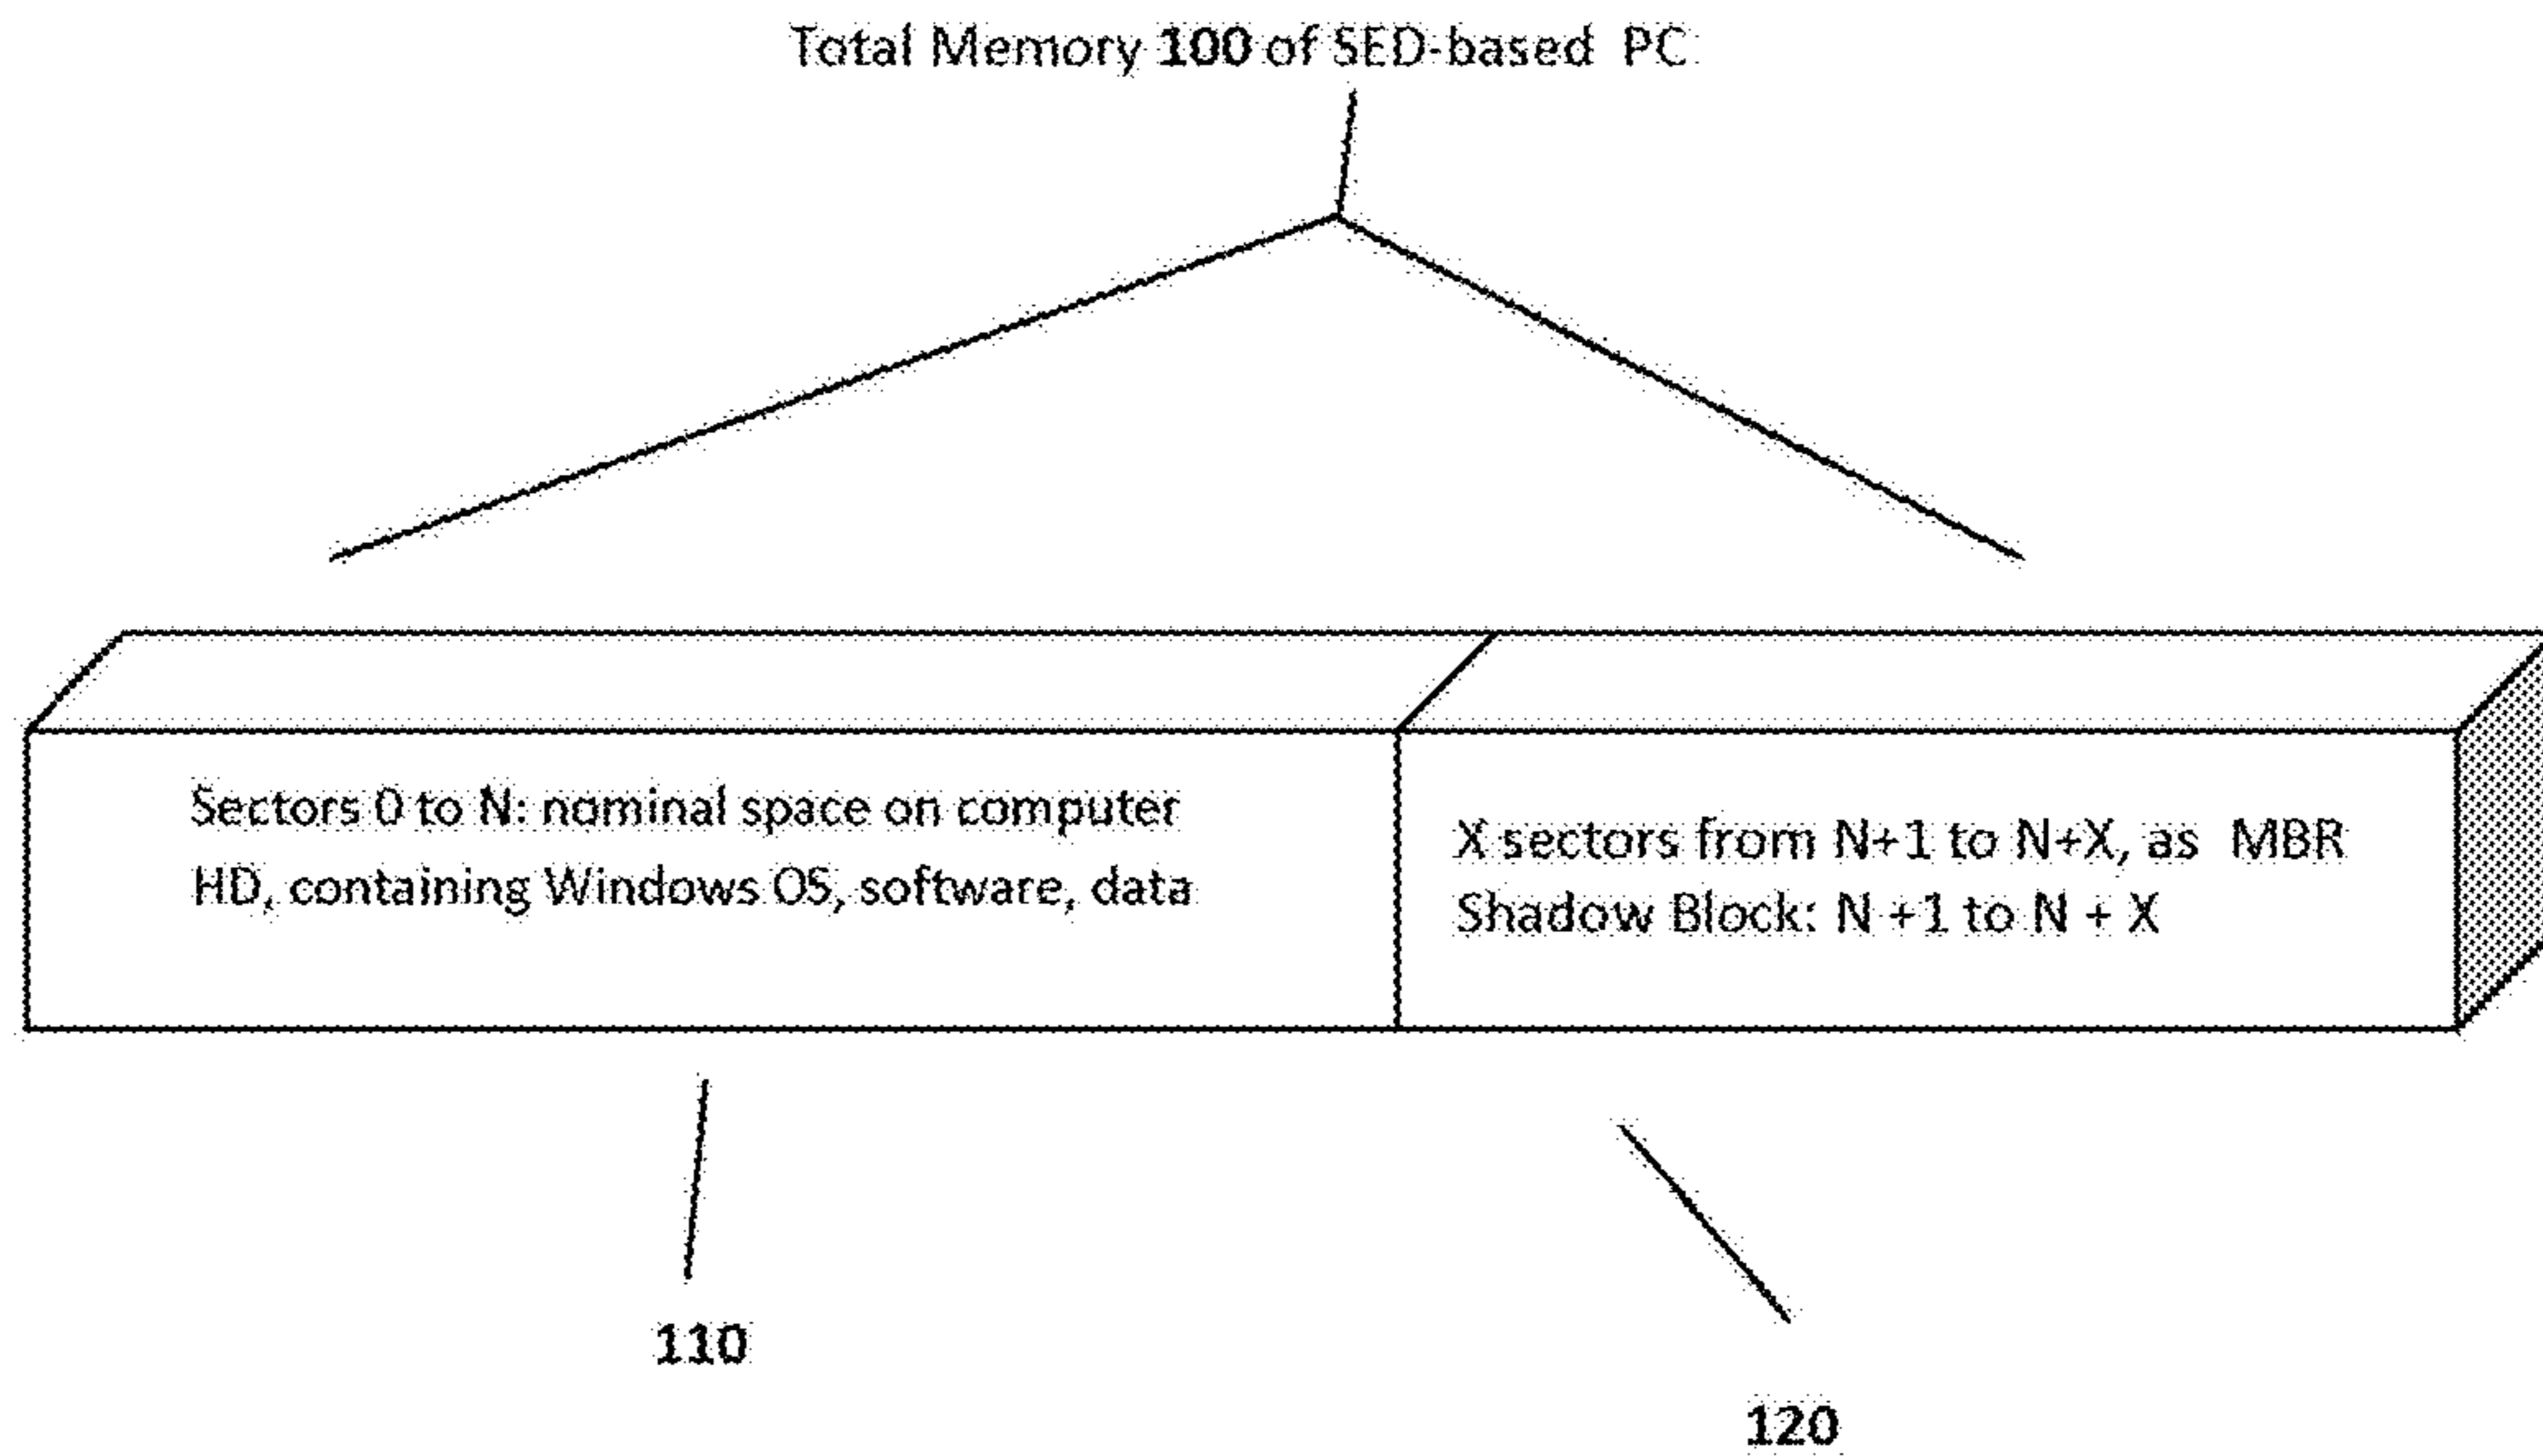 Total Memory 100 of SED-based PC
Sectors 0 to N: nominal space on computer
HD, containing Windows OS, software, data
X sectors from N+1 to N+X, as MBR
Shadow Block: N +1 to N + X
110
120